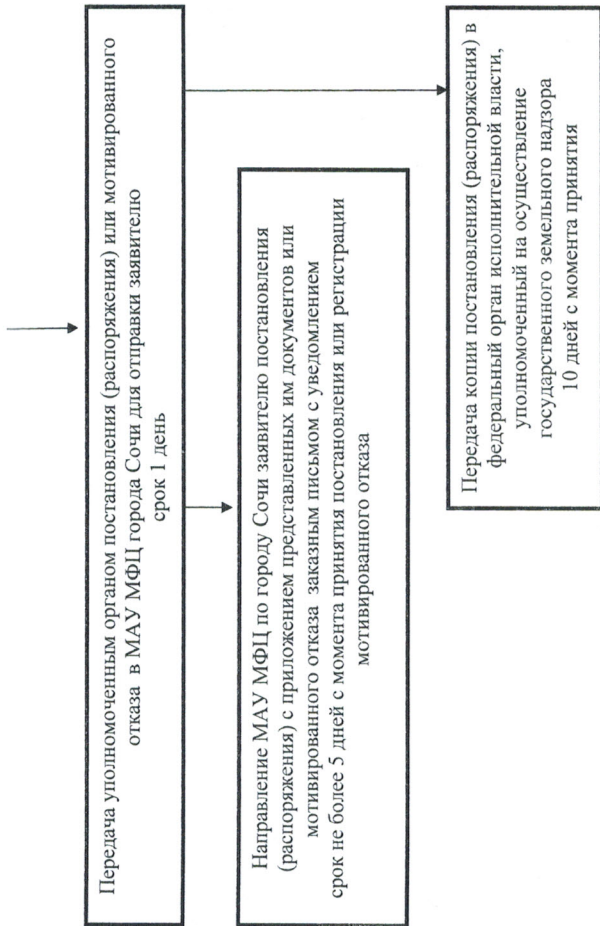 Передача уполномоченным органом постановления (распоряжения) или мотивированного
отказа в МАУ МФЦ города Сочи для отправки заявителю
срок 1 день
Направление МАУ МФЦ по городу Сочи заявителю постановления
(распоряжения) с приложением представленных им документов или
мотивированного отказа заказным письмом с уведомлением
срок не более 5 дней с момента принятия постановления или регистрации
мотивированного отказа
Передача копии постановления (распоряжения) в
федеральный орган исполнительной власти,
уполномоченный на осуществление
государственного земельного надзора
10 дней с момента принятия